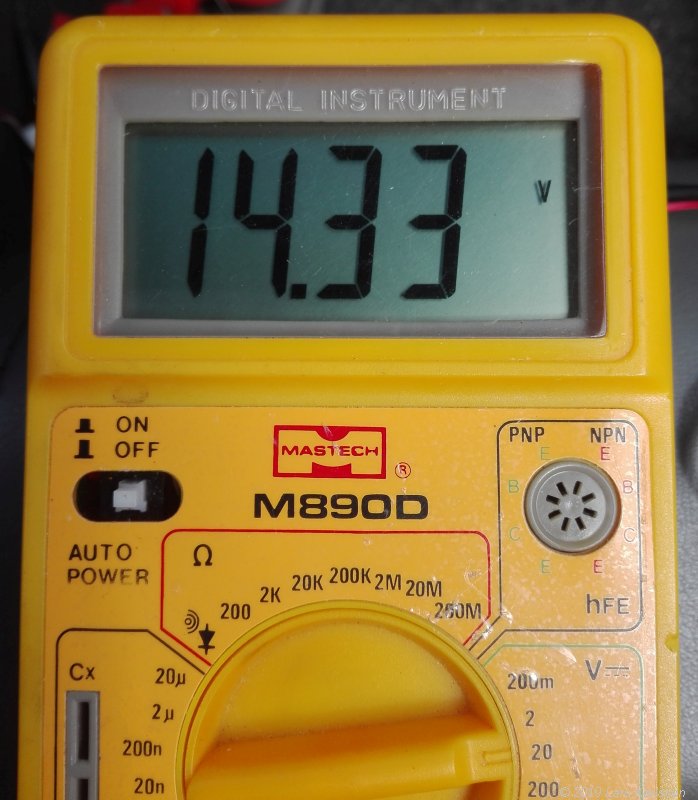 DIGITAL INSTRUMENT
14.33 V
ON
OFF
AUTO
POWER
MASTECH ®
M890D
PNP NPN
E E
B B
C C
E E
hFE
Ω
200 2K 20K 200K 2M 20M 200M
Cx
20µ
2µ
200n
20n
V
200m
2
20
200